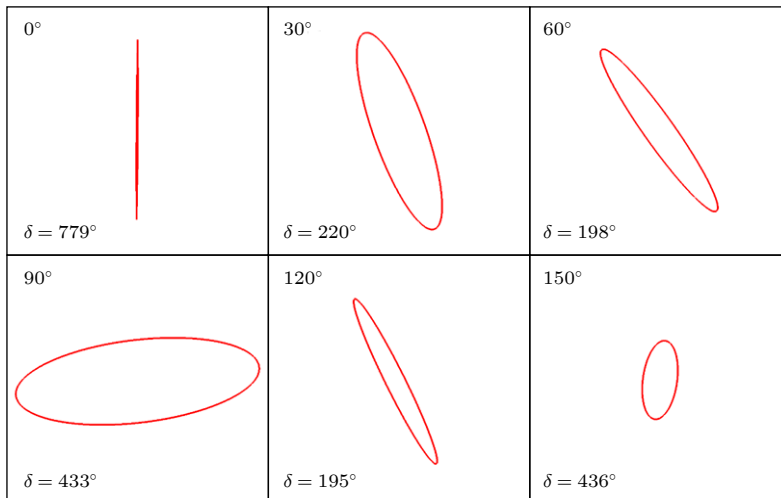 0°
30°
60°
δ = 779°
δ = 220°
δ = 198°
90°
120°
150°
δ = 433°
δ = 195°
δ = 436°